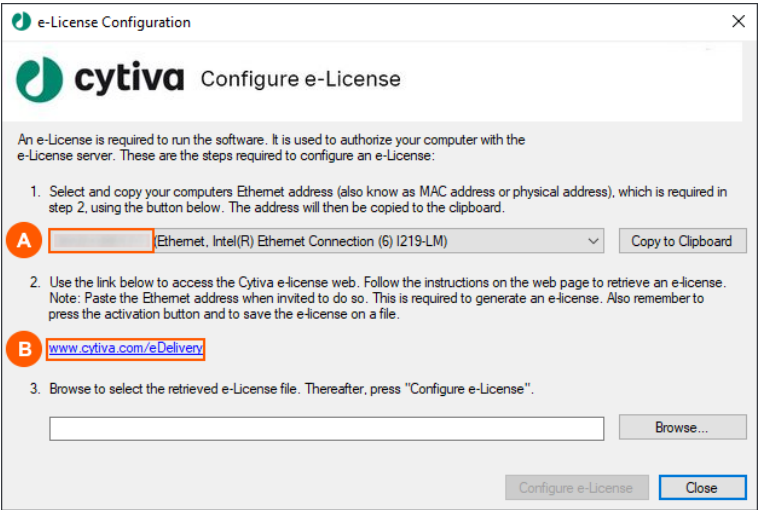 e-License Configuration
cytiva Configure e-License
An e-License is required to run the software. It is used to authorize your computer with the
e-License server. These are the steps required to configure an e-License:
1. Select and copy your computers Ethernet address (also know as MAC address or physical address), which is required in
step 2, using the button below. The address will then be copied to the clipboard.
A (Ethernet, Intel(R) Ethernet Connection (6) I219-LM) Copy to Clipboard
2. Use the link below to access the Cytiva e-license web. Follow the instructions on the web page to retrieve an e-license.
Note: Paste the Ethernet address when invited to do so. This is required to generate an e-license. Also remember to
press the activation button and to save the e-license on a file.
B www.cytiva.com/eDelivery
3. Browse to select the retrieved e-License file. Thereafter, press "Configure e-License".
Browse...
Configure e-License Close